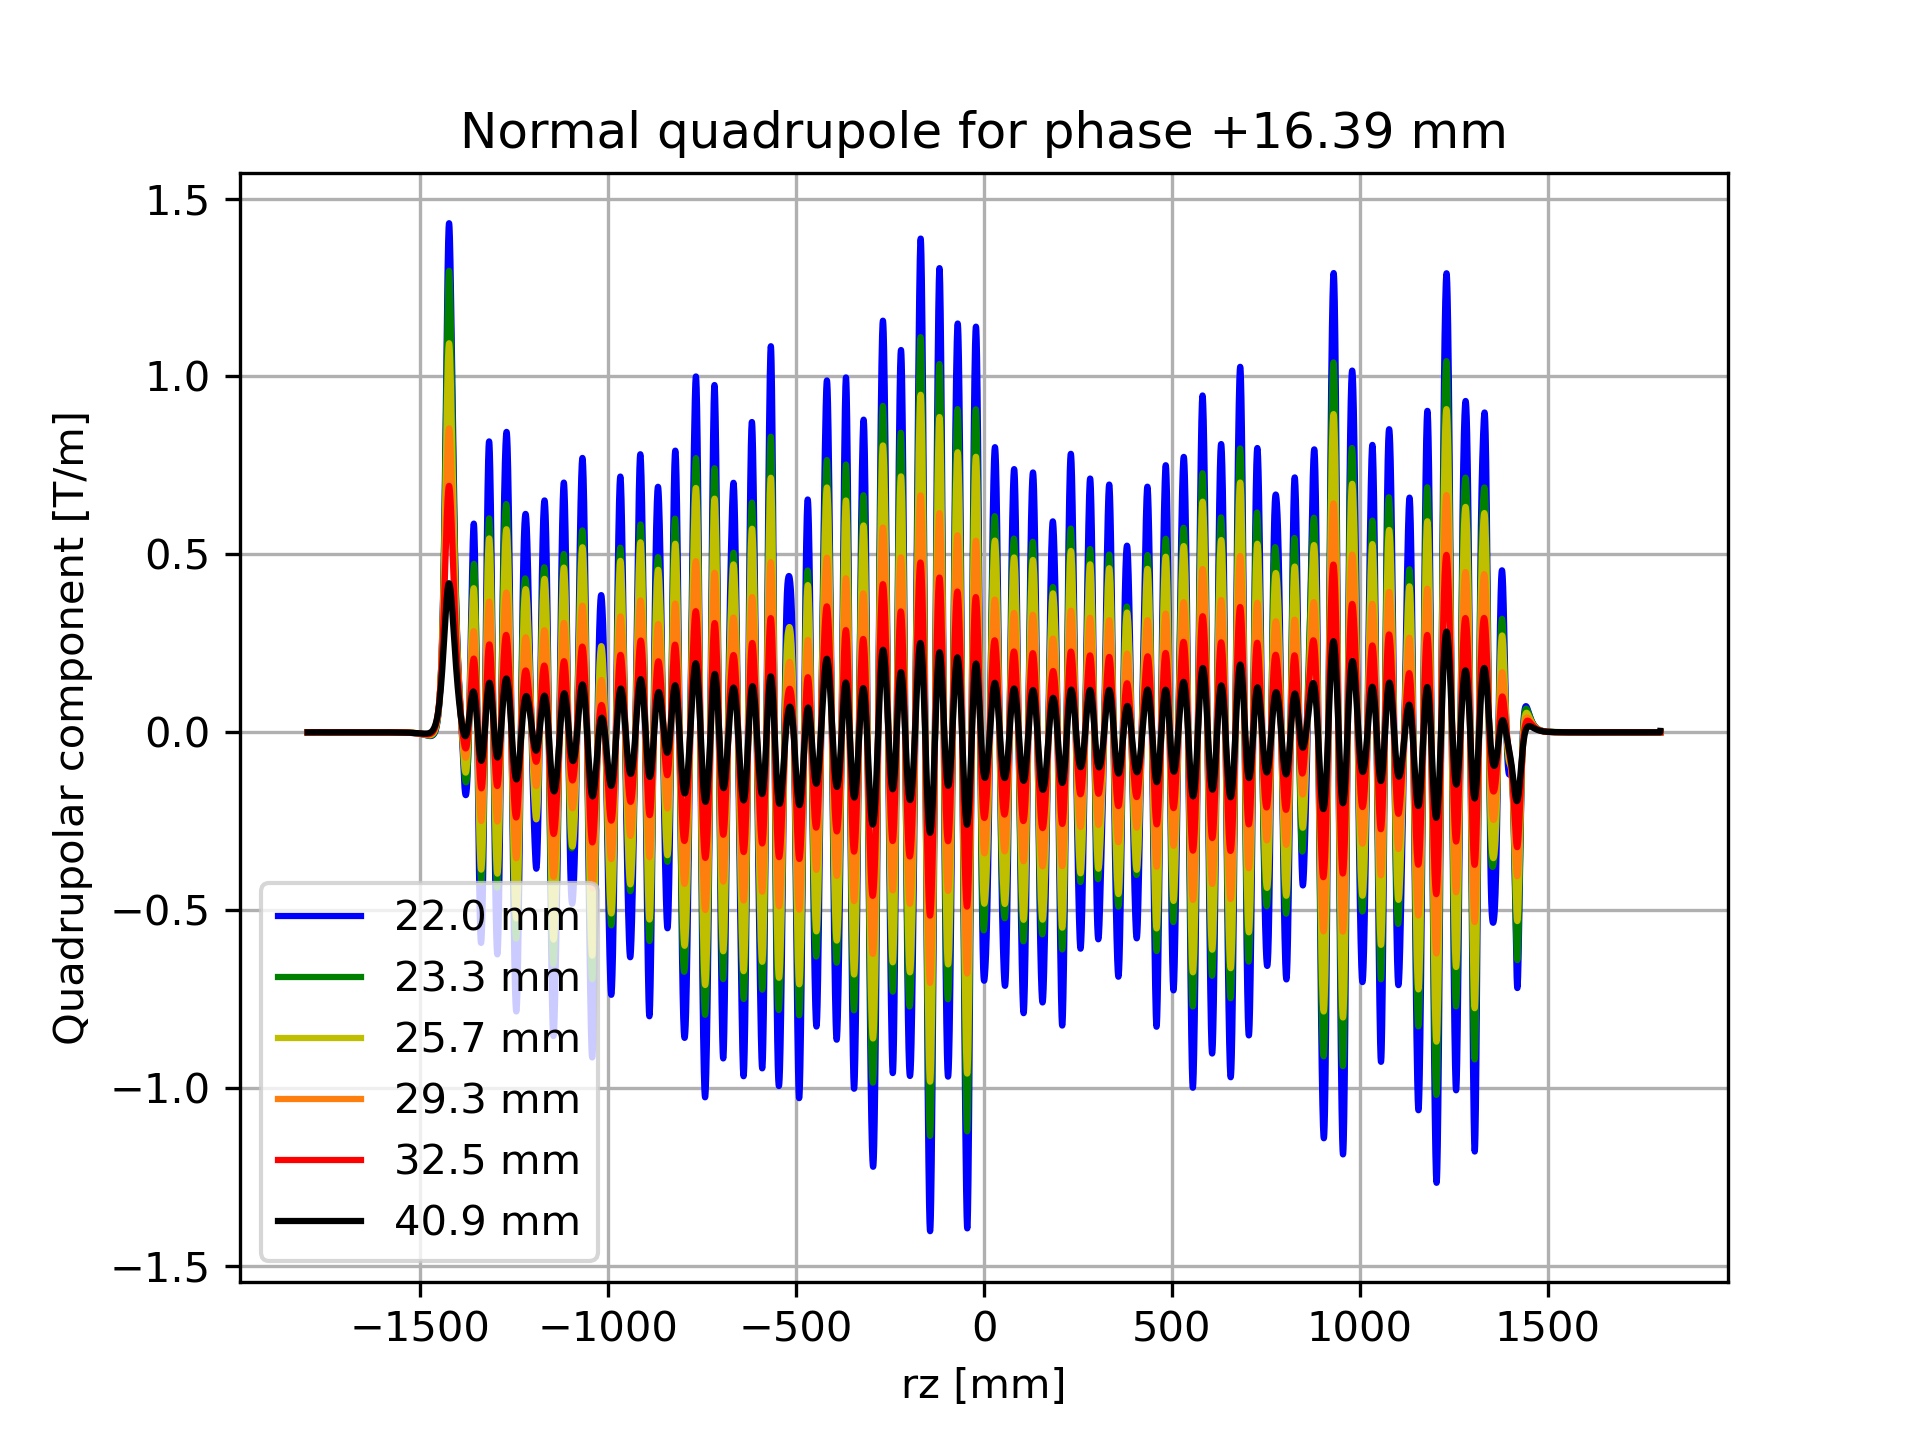 Normal quadrupole for phase +16.39 mm
Quadrupolar component [T/m]
1.5
1.0
0.5
0.0
−0.5
−1.0
−1.5
22.0 mm
23.3 mm
25.7 mm
29.3 mm
32.5 mm
40.9 mm
−1500 −1000 −500 0 500 1000 1500
rz [mm]